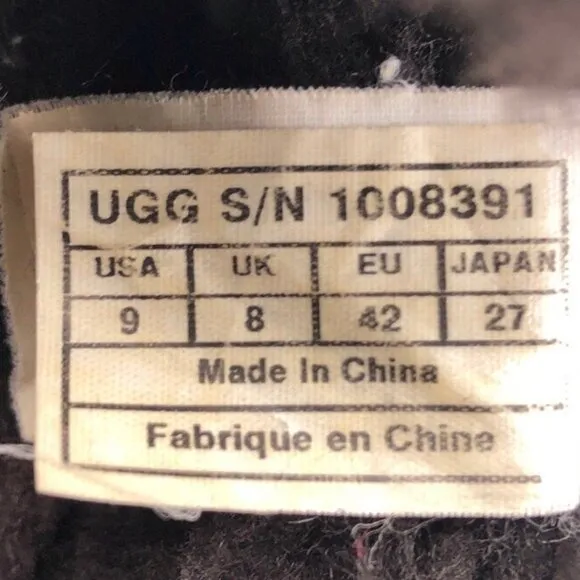 UGG S/N 1008391
USA UK EU JAPAN
9 8 42 27
Made In China
Fabrique en Chine